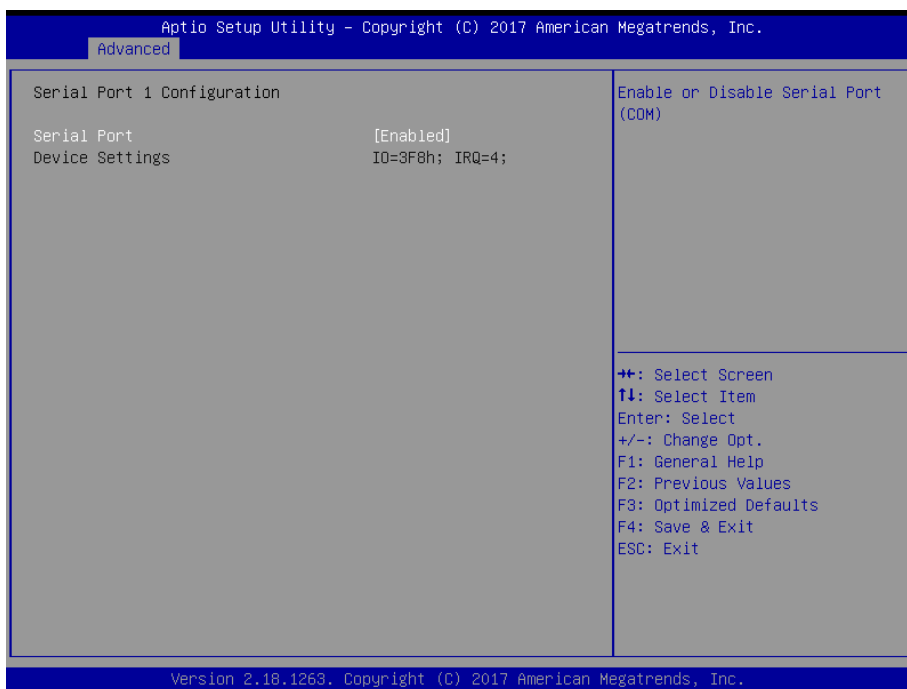 Aptio Setup Utility – Copyright (C) 2017 American Megatrends, Inc.
Advanced
Serial Port 1 Configuration
Serial Port [Enabled]
Device Settings IO=3F8h; IRQ=4;
Enable or Disable Serial Port
(COM)
→←: Select Screen
↑↓: Select Item
Enter: Select
+/-: Change Opt.
F1: General Help
F2: Previous Values
F3: Optimized Defaults
F4: Save & Exit
ESC: Exit
Version 2.18.1263. Copyright (C) 2017 American Megatrends, Inc.